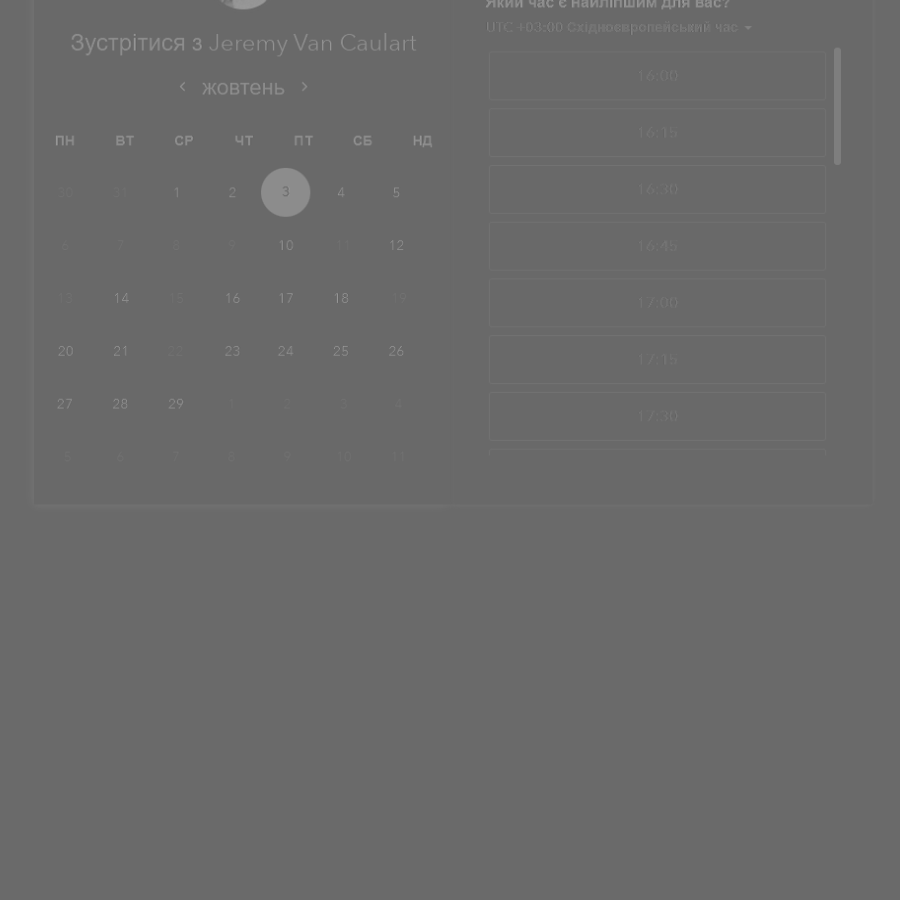 Зустрітися з Jeremy Van Caulart
жовтень
ПН ВТ СР ЧТ ПТ СБ НД
30 31 1 2 3 4 5
6 7 8 9 10 11 12
13 14 15 16 17 18 19
20 21 22 23 24 25 26
27 28 29 1 2 3 4
5 6 7 8 9 10 11
Який час є найліпшим для вас?
UTC +03:00 Східноєвропейський час
16:00
16:15
16:30
16:45
17:00
17:15
17:30